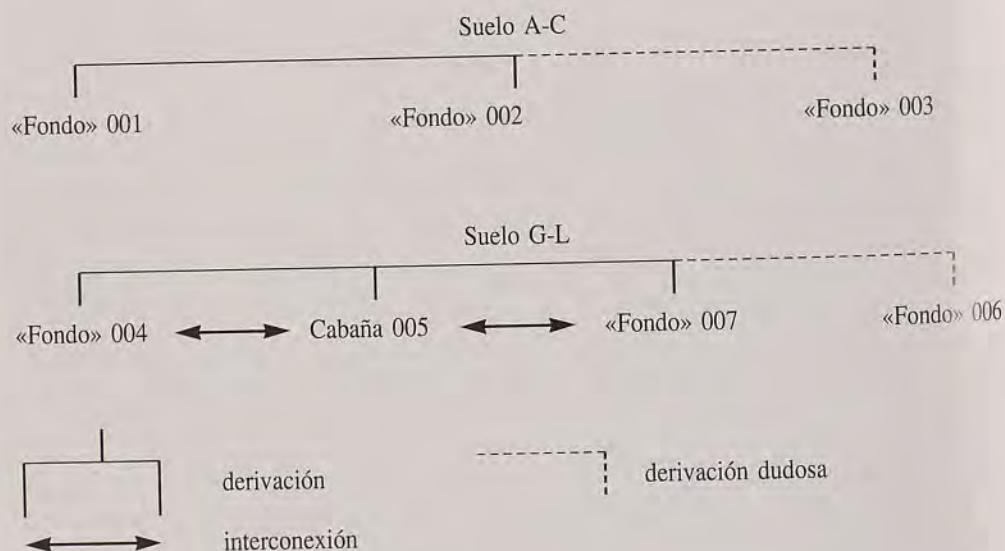 Suelo A-C
«Fondo» 001 «Fondo» 002 «Fondo» 003
Suelo G-L
«Fondo» 004 Cabaña 005 «Fondo» 007 «Fondo» 006
derivación derivación dudosa
interconexión